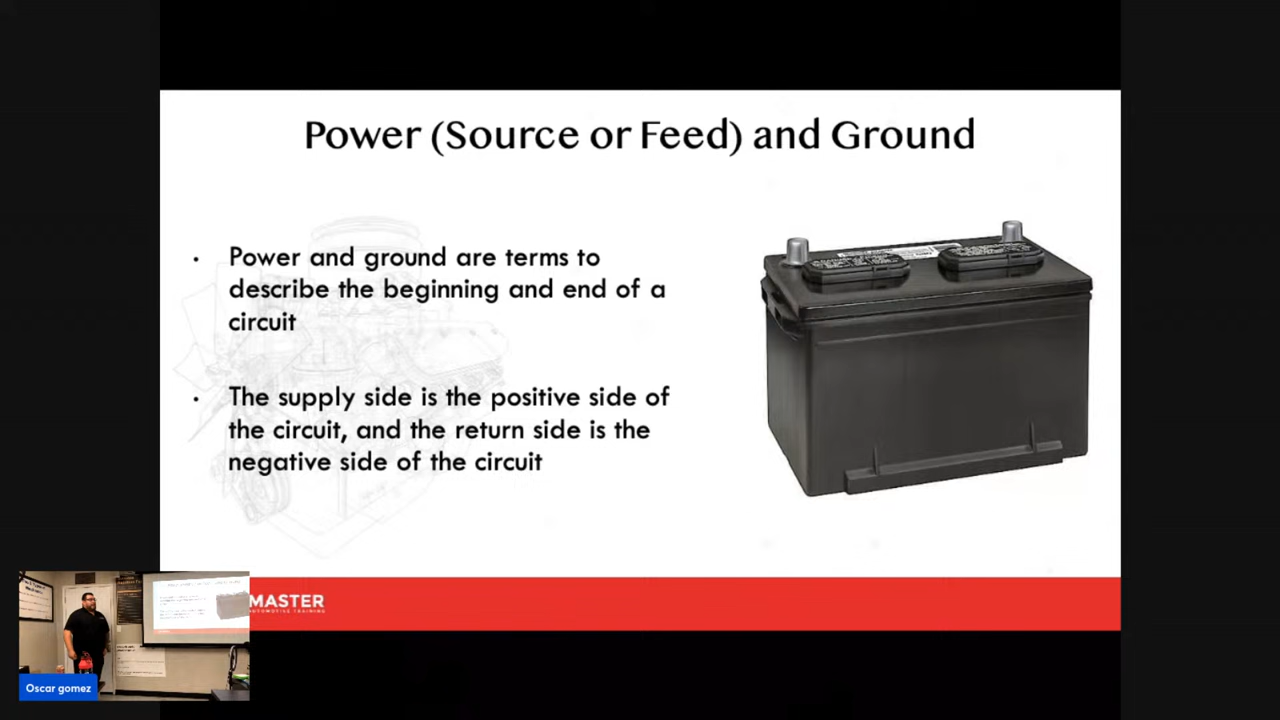 Power (Source or Feed) and Ground
• Power and ground are terms to
describe the beginning and end of a
circuit
• The supply side is the positive side of
the circuit, and the return side is the
negative side of the circuit
MASTER
AUTOMOTIVE TRAINING
Oscar gomez